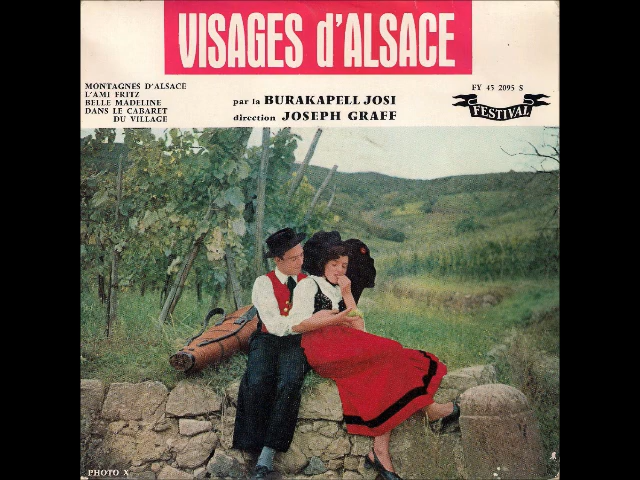 VISAGES d'ALSACE
MONTAGNES D'ALSACE
L'AMI FRITZ
BELLE MADELINE
DANS LE CABARET
DU VILLAGE
par la BURAKAPELL JOSI
direction JOSEPH GRAFF
FY 45 2095 S
FESTIVAL
PHOTO X